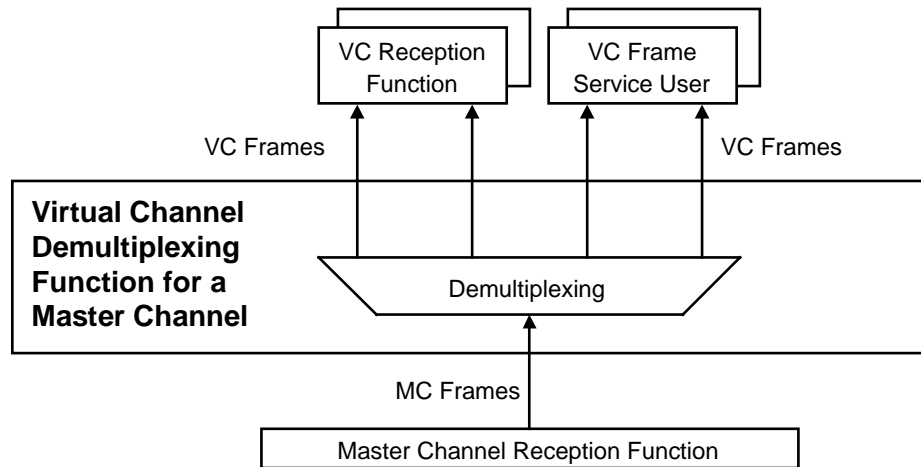 VC Reception
Function
VC Frame
Service User
VC Frames
VC Frames
Virtual Channel
Demultiplexing
Function for a
Master Channel
Demultiplexing
MC Frames
Master Channel Reception Function